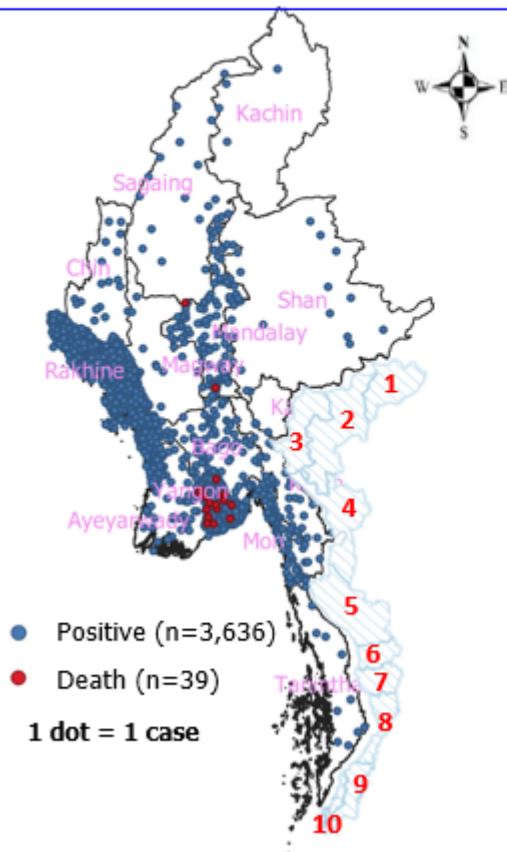 N
W E
S
Kachin
Sagaing
Chin
Shan
Mandalay
Magway
Rakhine
1
2
3
Bago
Yangon
4
Ayeyarwady
Mon
5
Positive (n=3,636)
6
Death (n=39)
7
1 dot = 1 case
8
9
10